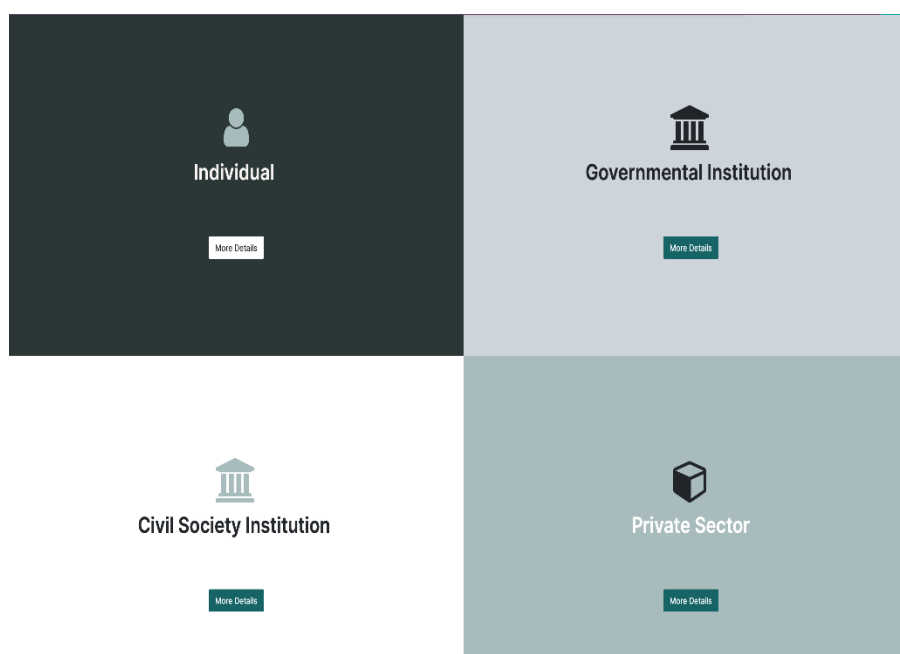 Individual
More Details
Governmental Institution
More Details
Civil Society Institution
More Details
Private Sector
More Details